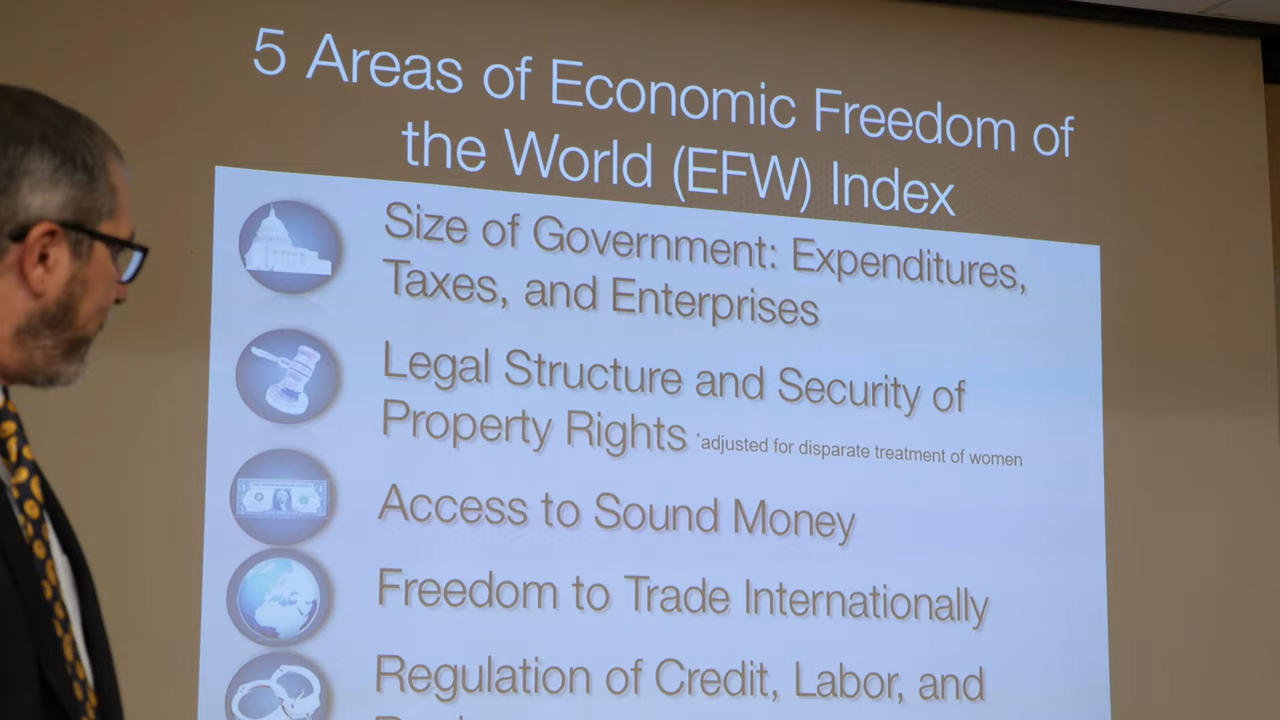 5 Areas of Economic Freedom of
the World (EFW) Index
Size of Government: Expenditures,
Taxes, and Enterprises
Legal Structure and Security of
Property Rights *adjusted for disparate treatment of women
Access to Sound Money
Freedom to Trade Internationally
Regulation of Credit, Labor, and